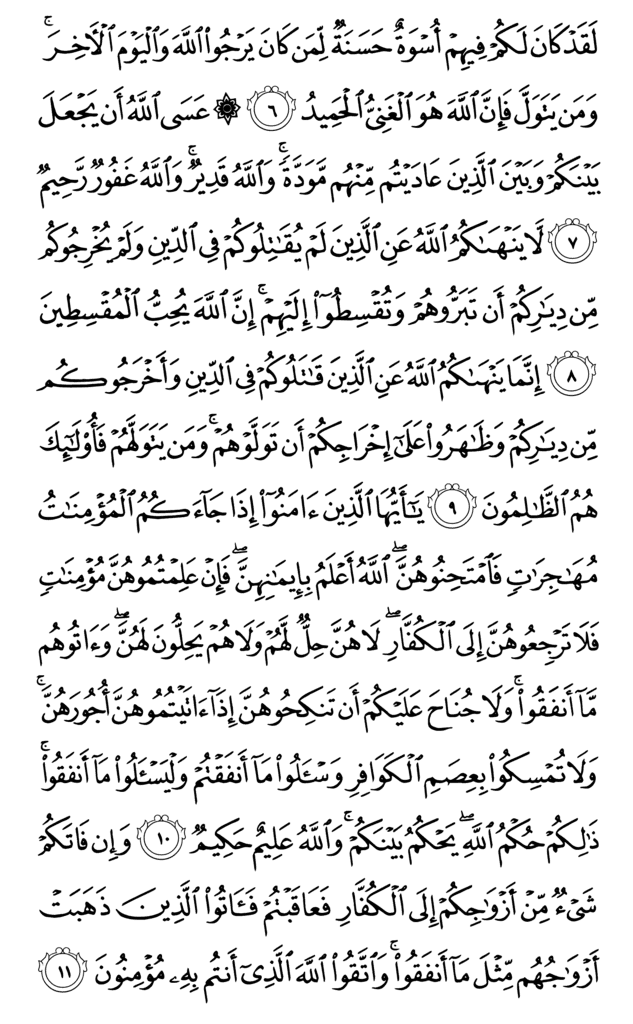 لَقَدْ كَانَ لَكُمْ فِيهِمْ أُسْوَةٌ حَسَنَةٌ لِّمَن كَانَ يَرْجُوا۟ ٱللَّهَ وَٱلْيَوْمَ ٱلْـَٔاخِرَ ۚ
وَمَن يَتَوَلَّ فَإِنَّ ٱللَّهَ هُوَ ٱلْغَنِىُّ ٱلْحَمِيدُ ٦ ۞ عَسَى ٱللَّهُ أَن يَجْعَلَ
بَيْنَكُمْ وَبَيْنَ ٱلَّذِينَ عَادَيْتُم مِّنْهُم مَّوَدَّةً ۚ وَٱللَّهُ قَدِيرٌ ۚ وَٱللَّهُ غَفُورٌ رَّحِيمٌ
٧ لَّا يَنْهَىٰكُمُ ٱللَّهُ عَنِ ٱلَّذِينَ لَمْ يُقَـٰتِلُوكُمْ فِى ٱلدِّينِ وَلَمْ يُخْرِجُوكُم
مِّن دِيَـٰرِكُمْ أَن تَبَرُّوهُمْ وَتُقْسِطُوٓا۟ إِلَيْهِمْ ۚ إِنَّ ٱللَّهَ يُحِبُّ ٱلْمُقْسِطِينَ
٨ إِنَّمَا يَنْهَىٰكُمُ ٱللَّهُ عَنِ ٱلَّذِينَ قَـٰتَلُوكُمْ فِى ٱلدِّينِ وَأَخْرَجُوكُم
مِّن دِيَـٰرِكُمْ وَظَـٰهَرُوا۟ عَلَىٰٓ إِخْرَاجِكُمْ أَن تَوَلَّوْهُمْ ۚ وَمَن يَتَوَلَّهُمْ فَأُو۟لَـٰٓئِكَ
هُمُ ٱلظَّـٰلِمُونَ ٩ يَـٰٓأَيُّهَا ٱلَّذِينَ ءَامَنُوٓا۟ إِذَا جَآءَكُمُ ٱلْمُؤْمِنَـٰتُ
مُهَـٰجِرَٰتٍ فَٱمْتَحِنُوهُنَّ ۖ ٱللَّهُ أَعْلَمُ بِإِيمَـٰنِهِنَّ ۖ فَإِنْ عَلِمْتُمُوهُنَّ مُؤْمِنَـٰتٍ
فَلَا تَرْجِعُوهُنَّ إِلَى ٱلْكُفَّارِ ۖ لَا هُنَّ حِلٌّ لَّهُمْ وَلَا هُمْ يَحِلُّونَ لَهُنَّ ۖ وَءَاتُوهُم
مَّآ أَنفَقُوا۟ ۚ وَلَا جُنَاحَ عَلَيْكُمْ أَن تَنكِحُوهُنَّ إِذَآ ءَاتَيْتُمُوهُنَّ أُجُورَهُنَّ ۚ
وَلَا تُمْسِكُوا۟ بِعِصَمِ ٱلْكَوَافِرِ وَسْـَٔلُوا۟ مَآ أَنفَقْتُمْ وَلْيَسْـَٔلُوا۟ مَآ أَنفَقُوا۟ ۚ
ذَٰلِكُمْ حُكْمُ ٱللَّهِ ۖ يَحْكُمُ بَيْنَكُمْ ۚ وَٱللَّهُ عَلِيمٌ حَكِيمٌ ١٠ وَإِن فَاتَكُمْ
شَىْءٌ مِّنْ أَزْوَٰجِكُمْ إِلَى ٱلْكُفَّارِ فَعَاقَبْتُمْ فَـَٔاتُوا۟ ٱلَّذِينَ ذَهَبَتْ
أَزْوَٰجُهُم مِّثْلَ مَآ أَنفَقُوا۟ ۚ وَٱتَّقُوا۟ ٱللَّهَ ٱلَّذِىٓ أَنتُم بِهِۦ مُؤْمِنُونَ ١١